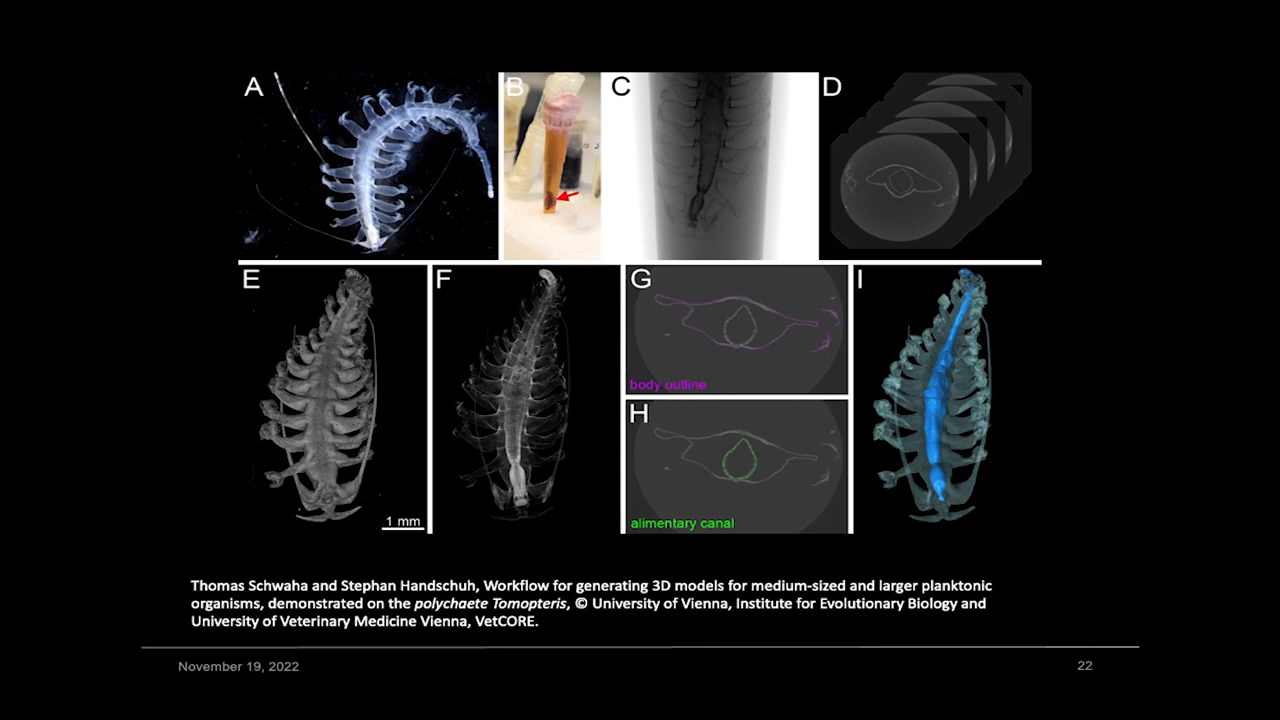 A
B
C
D
E
F
G
I
1 mm
body outline
H
alimentary canal
Thomas Schwaha and Stephan Handschuh, Workflow for generating 3D models for medium-sized and larger planktonic
organisms, demonstrated on the polychaete Tomopteris, © University of Vienna, Institute for Evolutionary Biology and
University of Veterinary Medicine Vienna, VetCORE.
November 19, 2022
22